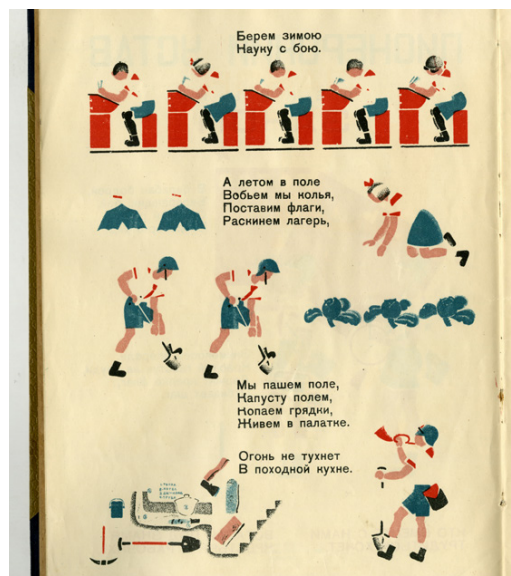 Берем зимою
Науку с бою.
А летом в поле
Вобьем мы колья,
Поставим флаги,
Раскинем лагерь,
Мы пашем поле,
Капусту полем,
Копаем грядки,
Живем в палатке.
Огонь не тухнет
В походной кухне.